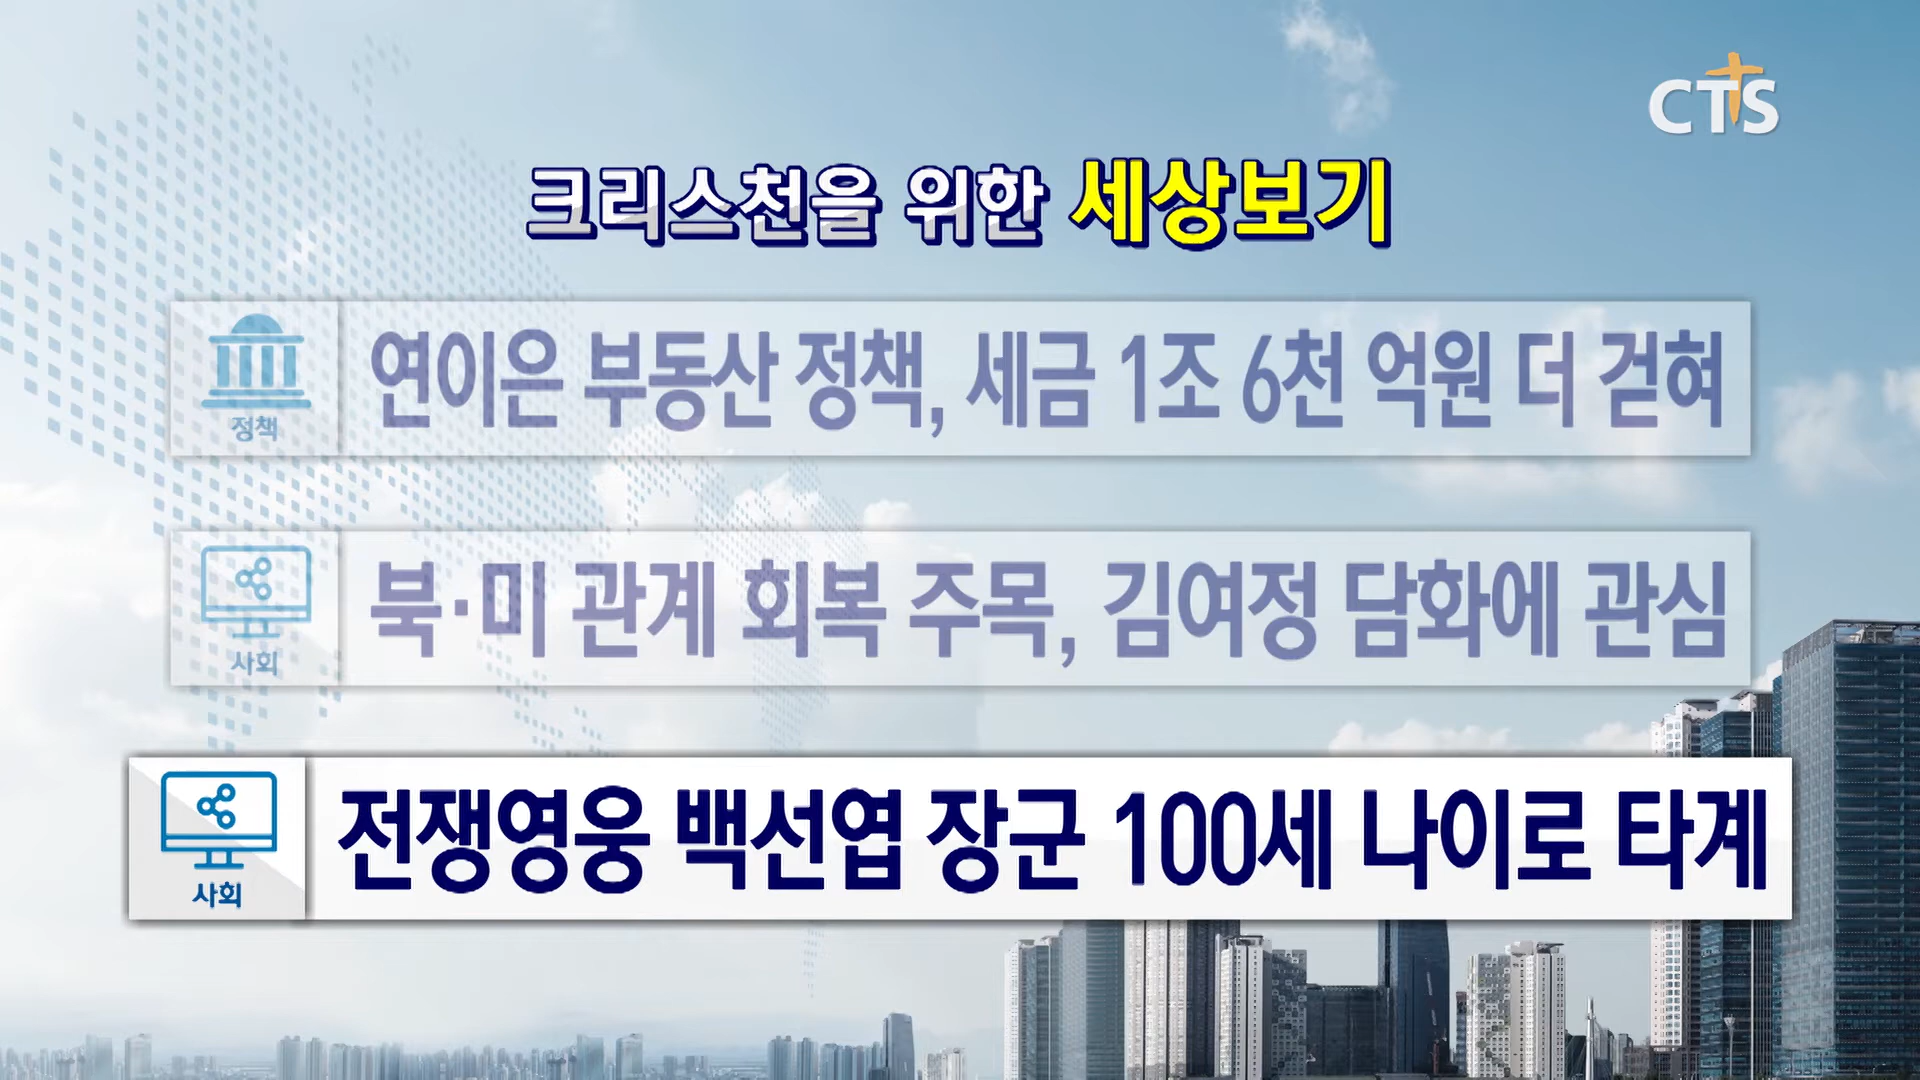 CTS
크리스천을 위한 세상보기
정책
연이은 부동산 정책, 세금 1조 6천 억원 더 걷혀
사회
북·미 관계 회복 주목, 김여정 담화에 관심
사회
전쟁영웅 백선엽 장군 100세 나이로 타계